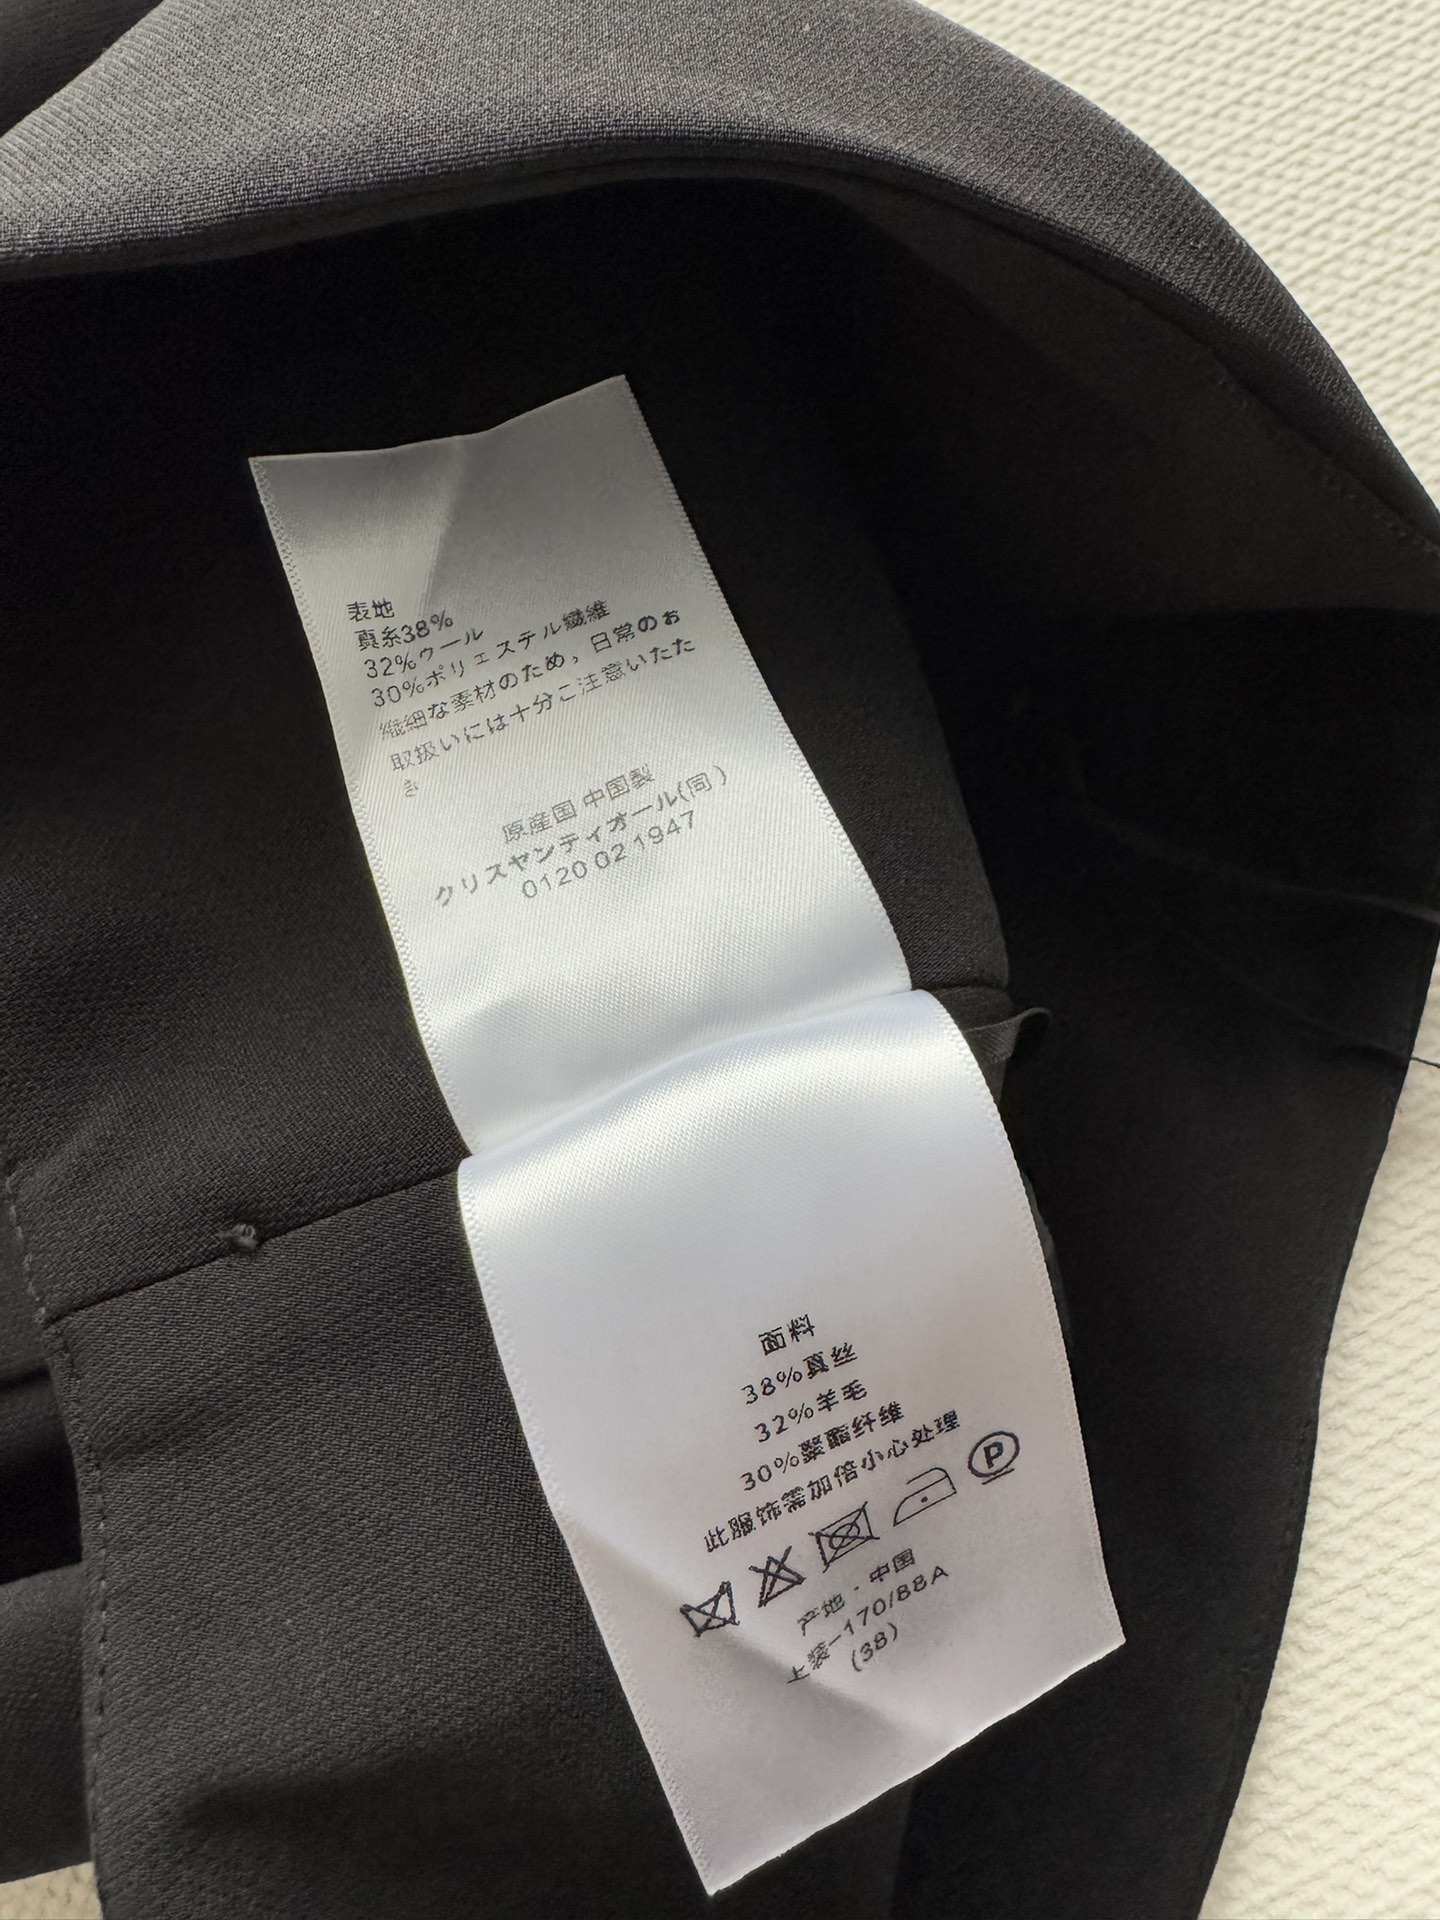 表地
真糸38%
32%ウール
30%ポリエステル繊維
繊細な素材のため，日常のお
取扱いには十分ご注意いたた
き
原産国 中国製
クリスヤンティオール(同)
0120 02 1947
面料
38%真丝
32%羊毛
30%聚酯纤维
此服饰需加倍小心处理
P
产地·中国
上装-170/88A
(38)